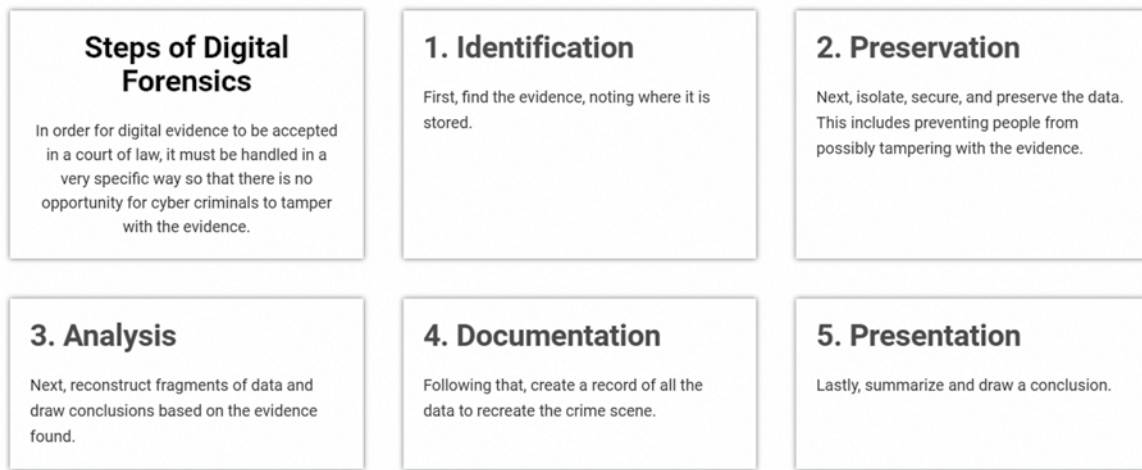 Steps of Digital
Forensics
In order for digital evidence to be accepted
in a court of law, it must be handled in a
very specific way so that there is no
opportunity for cyber criminals to tamper
with the evidence.
1. Identification
First, find the evidence, noting where it is
stored.
2. Preservation
Next, isolate, secure, and preserve the data.
This includes preventing people from
possibly tampering with the evidence.
3. Analysis
Next, reconstruct fragments of data and
draw conclusions based on the evidence
found.
4. Documentation
Following that, create a record of all the
data to recreate the crime scene.
5. Presentation
Lastly, summarize and draw a conclusion.